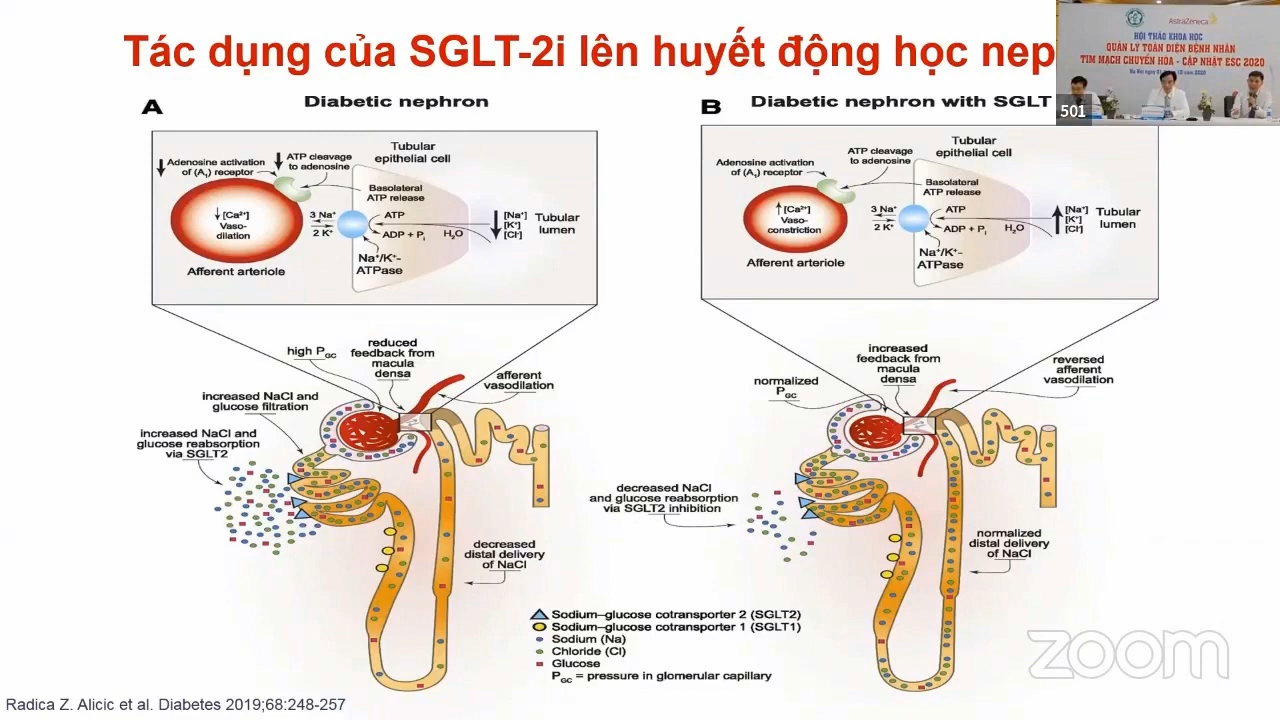 Tác dụng của SGLT-2i lên huyết động học nep
AstraZeneca
HỘI THẢO KHOA HỌC
QUẢN LÝ TOÀN DIỆN BỆNH NHÂN
TIM MẠCH CHUYỂN HÓA - CẬP NHẬT ESC 2020
501
A
Diabetic nephron
Adenosine activation
of (A1) receptor
ATP cleavage
to adenosine
Tubular
epithelial cell
Basolateral
ATP release
↓[Ca2+]
Vaso-
dilation
3 Na+
2 K+
ATP
ADP + Pi
H2O
[Na+]
[K+]
[Cl-]
Tubular
lumen
Na+/K+-
ATPase
Afferent arteriole
high PGC
reduced
feedback from
macula
densa
afferent
vasodilation
increased NaCl and
glucose filtration
increased NaCl and
glucose reabsorption
via SGLT2
decreased
distal delivery
of NaCl
B
Diabetic nephron with SGLT
Adenosine activation
of (A1) receptor
ATP cleavage
to adenosine
Tubular
epithelial cell
Basolateral
ATP release
↑[Ca2+]
Vaso-
constriction
3 Na+
2 K+
ATP
ADP + Pi
H2O
[Na+]
[K+]
[Cl-]
Tubular
lumen
Na+/K+-
ATPase
Afferent arteriole
normalized
PGC
increased
feedback from
macula
densa
reversed
afferent
vasodilation
decreased NaCl
and glucose reabsorption
via SGLT2 inhibition
normalized
distal delivery
of NaCl
Sodium–glucose cotransporter 2 (SGLT2)
Sodium–glucose cotransporter 1 (SGLT1)
Sodium (Na)
Chloride (Cl)
Glucose
PGC = pressure in glomerular capillary
zoom
Radica Z. Alicic et al. Diabetes 2019;68:248-257